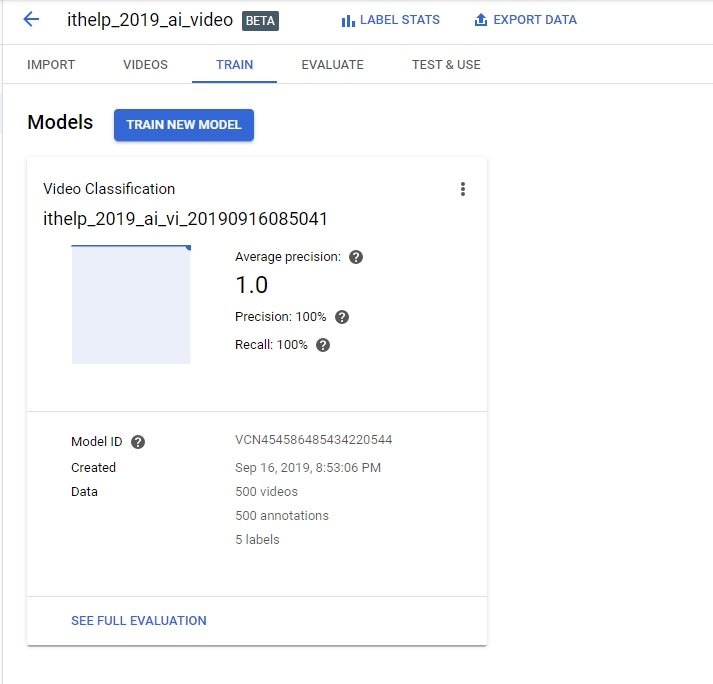 ithelp_2019_ai_video BETA LABEL STATS EXPORT DATA
IMPORT VIDEOS TRAIN EVALUATE TEST & USE
Models TRAIN NEW MODEL
Video Classification
ithelp_2019_ai_vi_20190916085041
Average precision: ?
1.0
Precision: 100% ?
Recall: 100% ?
Model ID ? VCN454586485434220544
Created Sep 16, 2019, 8:53:06 PM
Data 500 videos
500 annotations
5 labels
SEE FULL EVALUATION